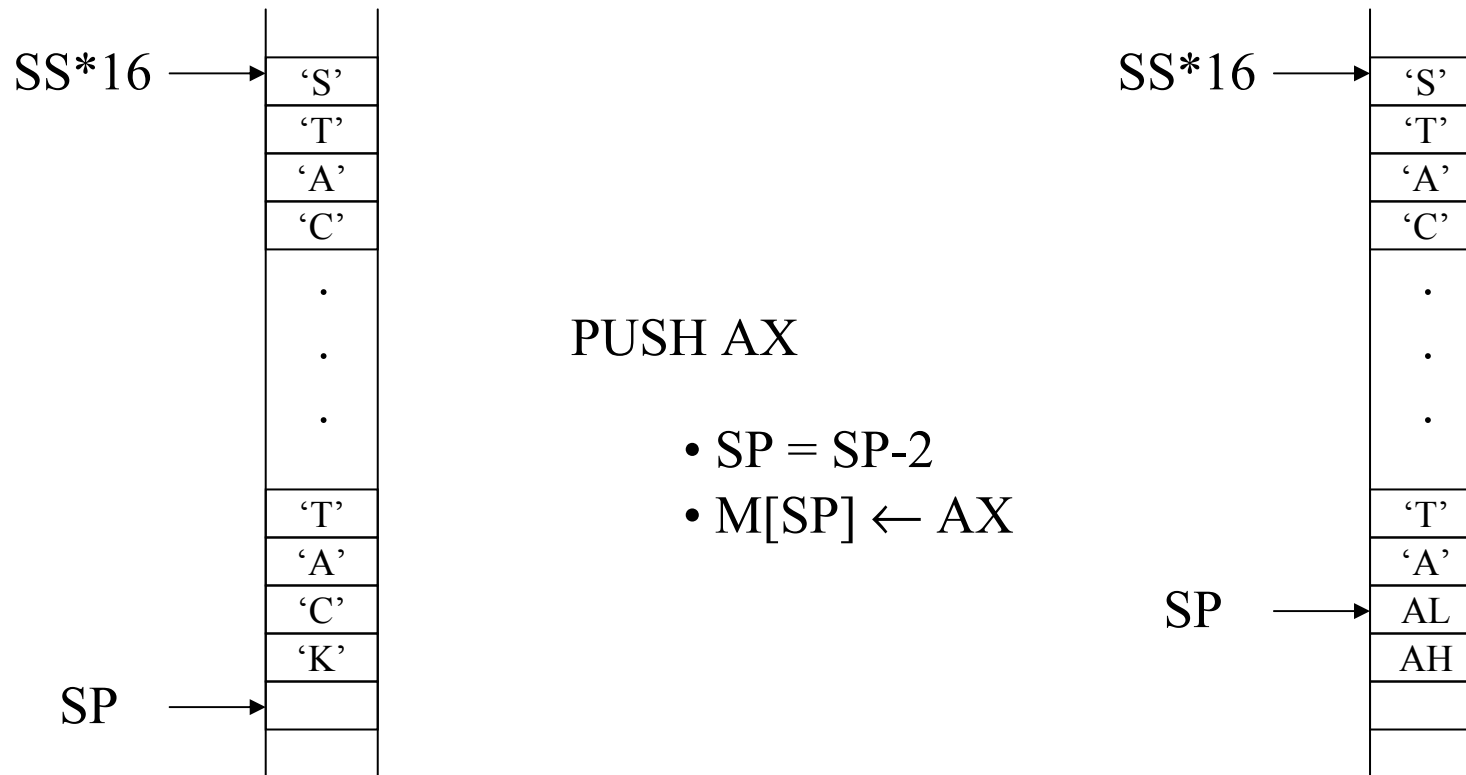 SS*16
‘S’
‘T’
‘A’
‘C’
.
.
.
‘T’
‘A’
‘C’
‘K’
SP
PUSH AX
• SP = SP-2
• M[SP] ← AX
SS*16
‘S’
‘T’
‘A’
‘C’
.
.
.
‘T’
‘A’
SP
AL
AH